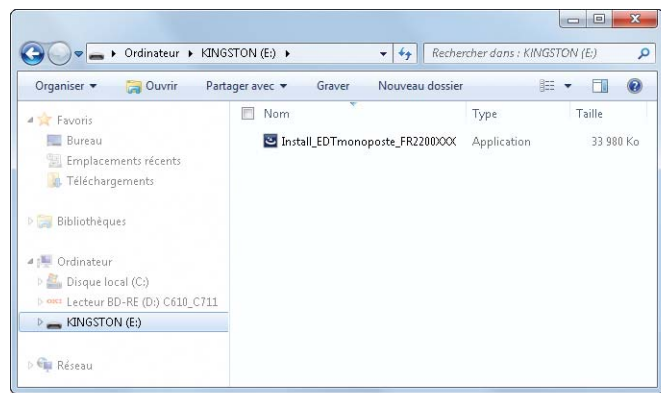 Ordinateur KINGSTON (E:)
Rechercher dans : KINGSTON (E:)
Organiser Ouvrir Partager avec Graver Nouveau dossier
Nom Type Taille
Install_EDTmonoposte_FR2200XXX Application 33 980 Ko
Favoris
Bureau
Emplacements récents
Téléchargements
Bibliothèques
Ordinateur
Disque local (C:)
Lecteur BD-RE (D:) C610_C711
KINGSTON (E:)
Réseau